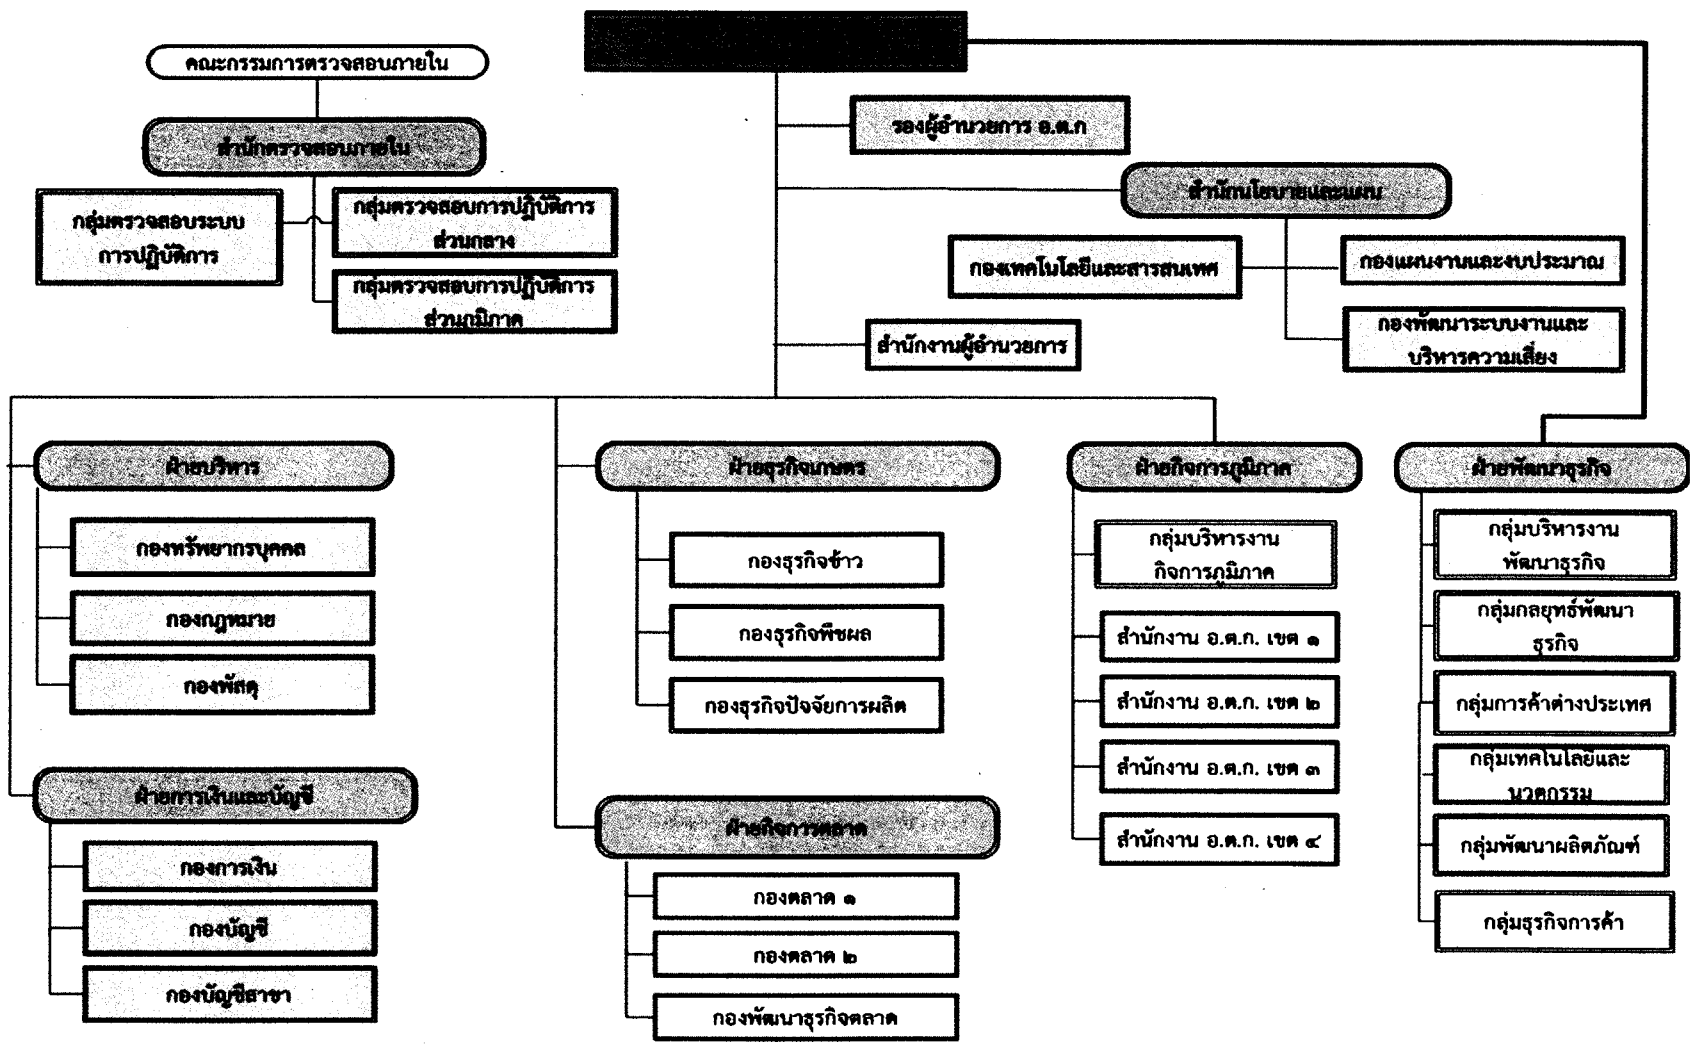 คณะกรรมการตรวจสอบภายใน
สำนักตรวจสอบภายใน
กลุ่มตรวจสอบระบบ
การปฏิบัติการ
กลุ่มตรวจสอบการปฏิบัติการ
ส่วนกลาง
กลุ่มตรวจสอบการปฏิบัติการ
ส่วนภูมิภาค
รองผู้อำนวยการ อ.ต.ก
สำนักนโยบายและแผน
กองเทคโนโลยีและสารสนเทศ
กองแผนงานและงบประมาณ
กองพัฒนาระบบงานและ
บริหารความเสี่ยง
สำนักงานผู้อำนวยการ
ฝ่ายบริหาร
กองทรัพยากรบุคคล
กองกฎหมาย
กองพัสดุ
ฝ่ายการเงินและบัญชี
กองการเงิน
กองบัญชี
กองบัญชีสาขา
ฝ่ายธุรกิจเกษตร
กองธุรกิจข้าว
กองธุรกิจพืชผล
กองธุรกิจปัจจัยการผลิต
ฝ่ายกิจการตลาด
กองตลาด ๑
กองตลาด ๒
กองพัฒนาธุรกิจตลาด
ฝ่ายกิจการภูมิภาค
กลุ่มบริหารงาน
กิจการภูมิภาค
สำนักงาน อ.ต.ก. เขต ๑
สำนักงาน อ.ต.ก. เขต ๒
สำนักงาน อ.ต.ก. เขต ๓
สำนักงาน อ.ต.ก. เขต ๔
ฝ่ายพัฒนาธุรกิจ
กลุ่มบริหารงาน
พัฒนาธุรกิจ
กลุ่มกลยุทธ์พัฒนา
ธุรกิจ
กลุ่มการค้าต่างประเทศ
กลุ่มเทคโนโลยีและ
นวตกรรม
กลุ่มพัฒนาผลิตภัณฑ์
กลุ่มธุรกิจการค้า